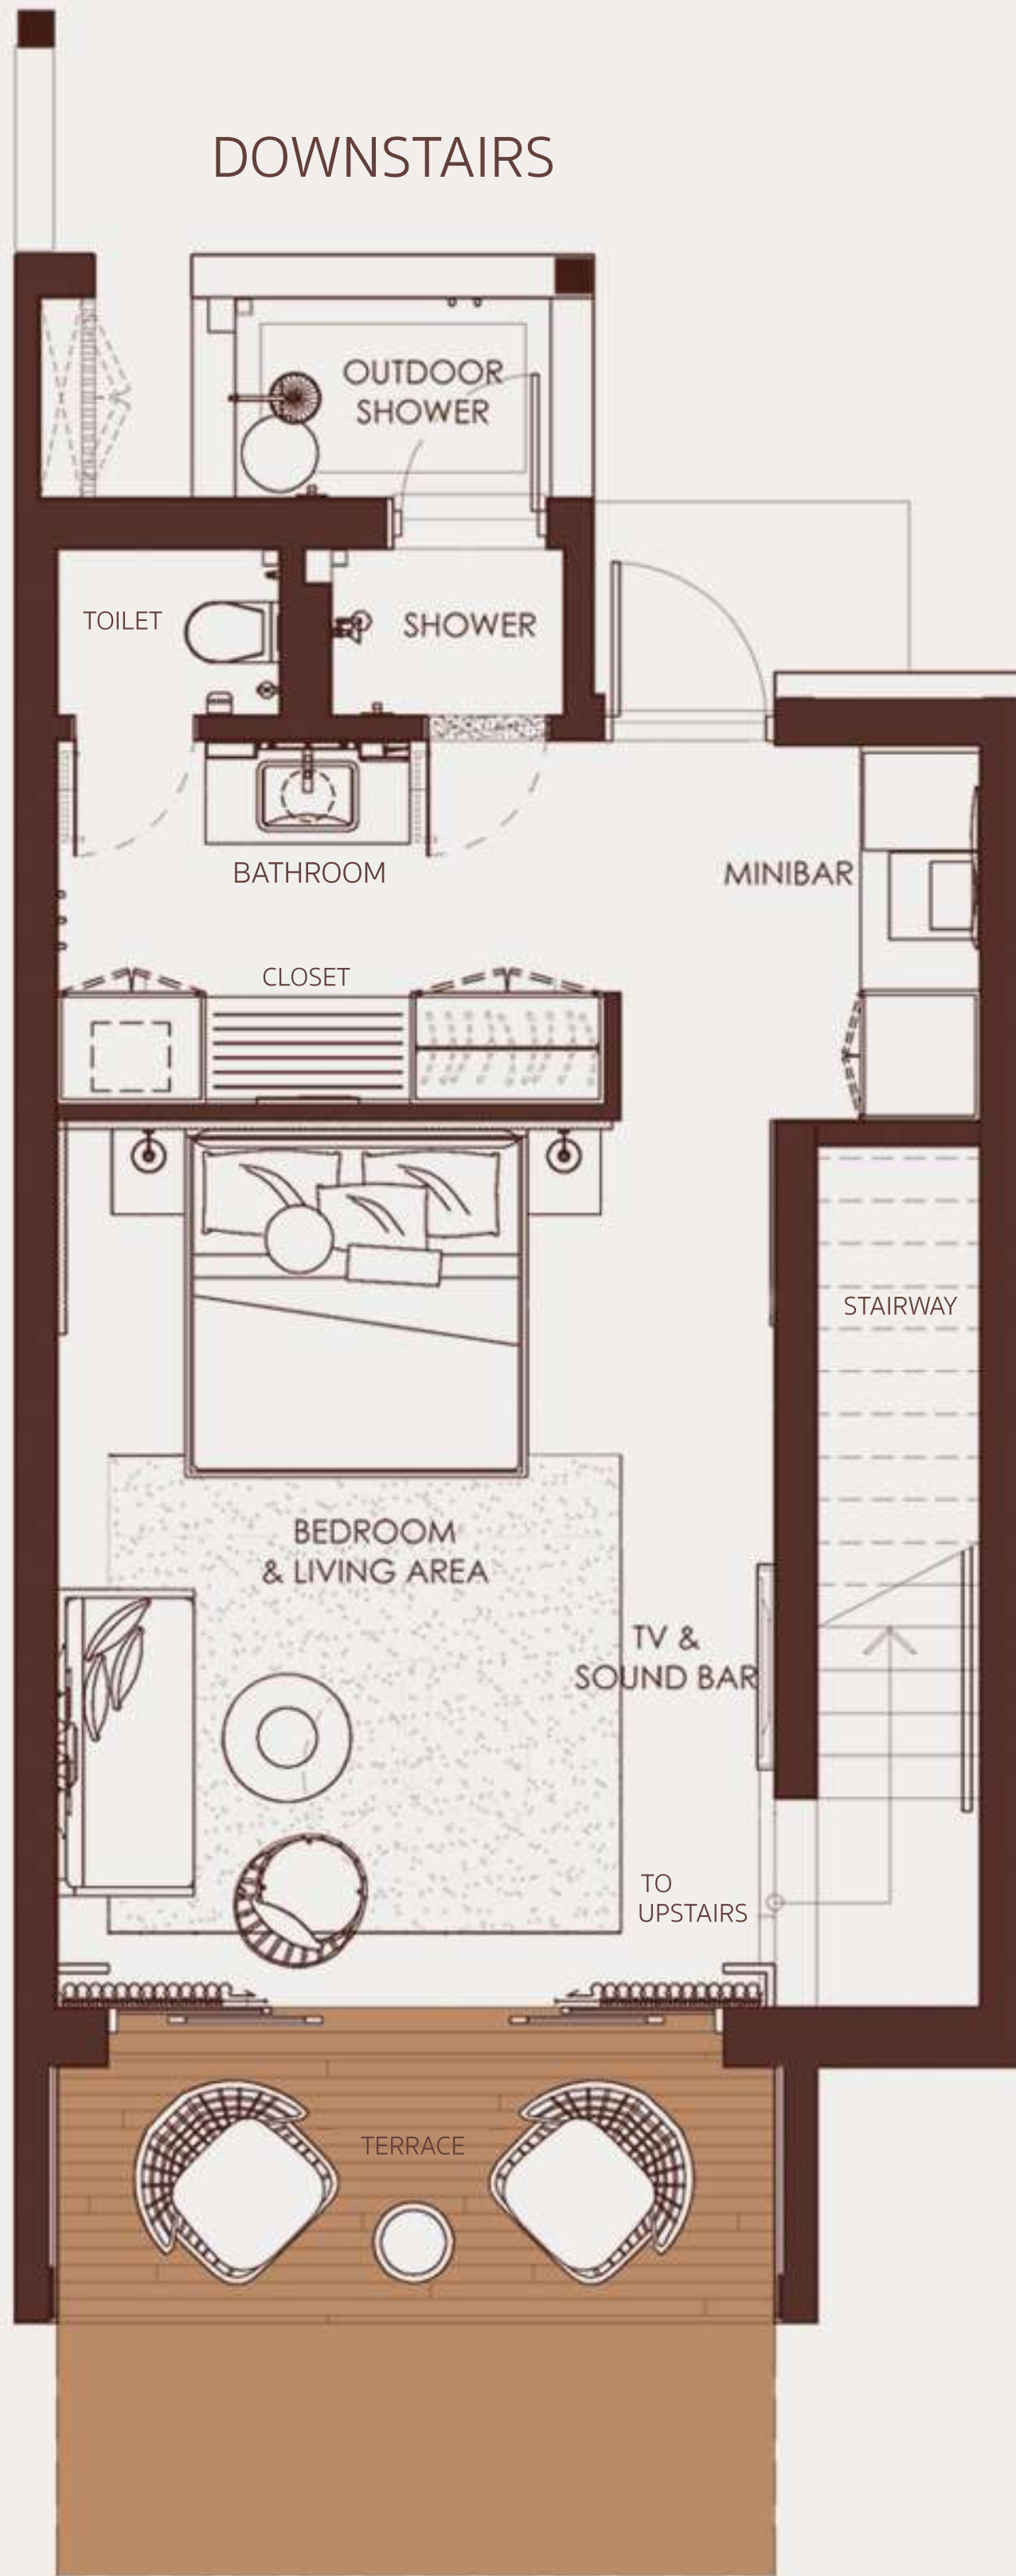 DOWNSTAIRS
OUTDOOR
SHOWER
TOILET
SHOWER
BATHROOM
MINIBAR
CLOSET
STAIRWAY
BEDROOM
& LIVING AREA
TV &
SOUND BAR
TO
UPSTAIRS
TERRACE